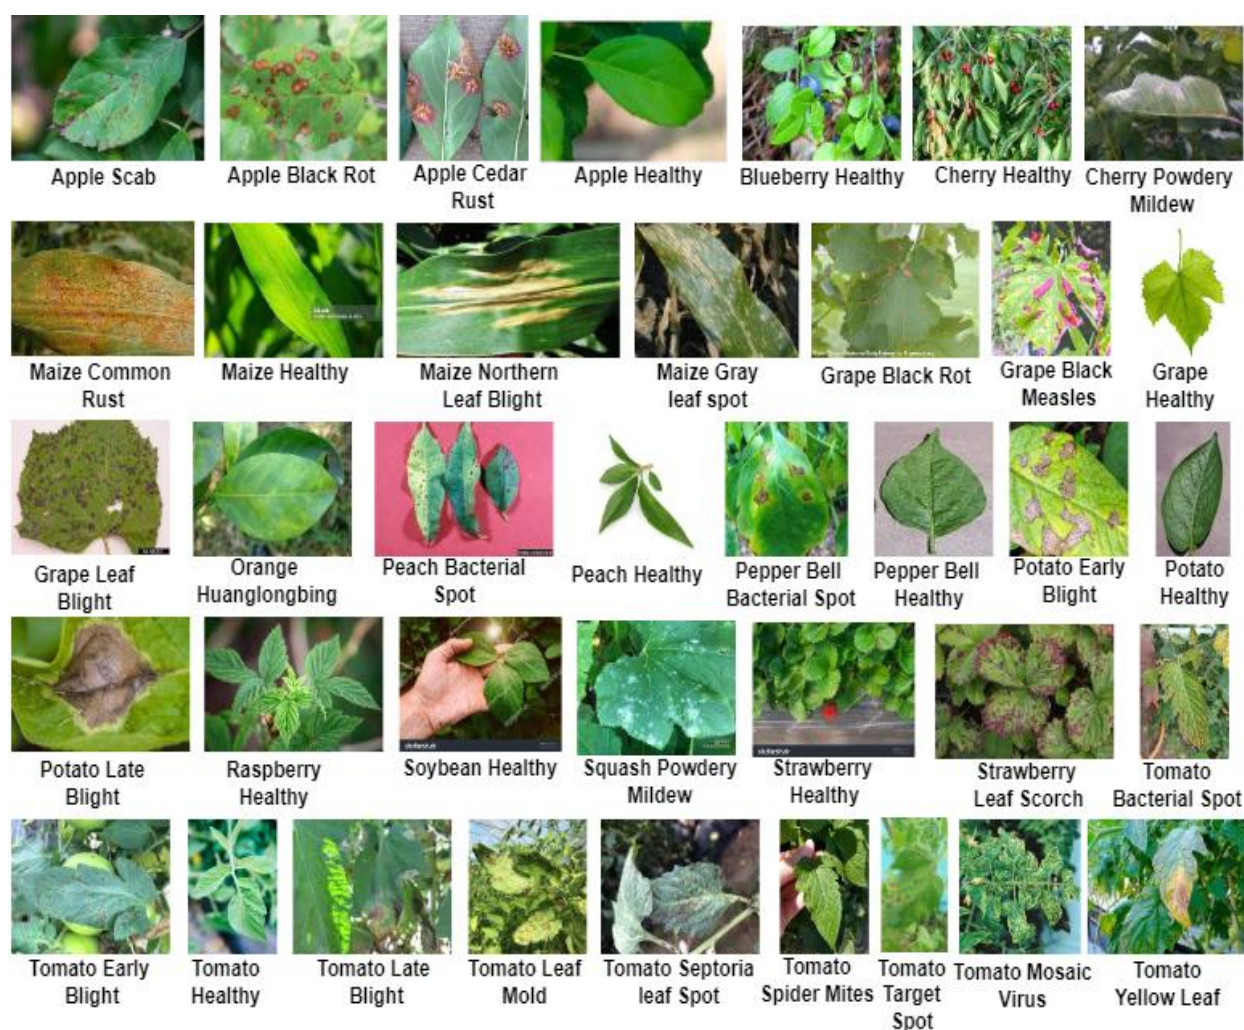 Apple Scab
Apple Black Rot
Apple Cedar
Rust
Apple Healthy
Blueberry Healthy
Cherry Healthy
Cherry Powdery
Mildew
Maize Common
Rust
Maize Healthy
Maize Northern
Leaf Blight
Maize Gray
leaf spot
Grape Black Rot
Grape Black
Measles
Grape
Healthy
Grape Leaf
Blight
Orange
Huanglongbing
Peach Bacterial
Spot
Peach Healthy
Pepper Bell
Bacterial Spot
Pepper Bell
Healthy
Potato Early
Blight
Potato
Healthy
Potato Late
Blight
Raspberry
Healthy
Soybean Healthy
Squash Powdery
Mildew
Strawberry
Healthy
Strawberry
Leaf Scorch
Tomato
Bacterial Spot
Tomato Early
Blight
Tomato
Healthy
Tomato Late
Blight
Tomato Leaf
Mold
Tomato Septoria
leaf Spot
Tomato
Spider Mites
Tomato
Target
Spot
Tomato Mosaic
Virus
Tomato
Yellow Leaf